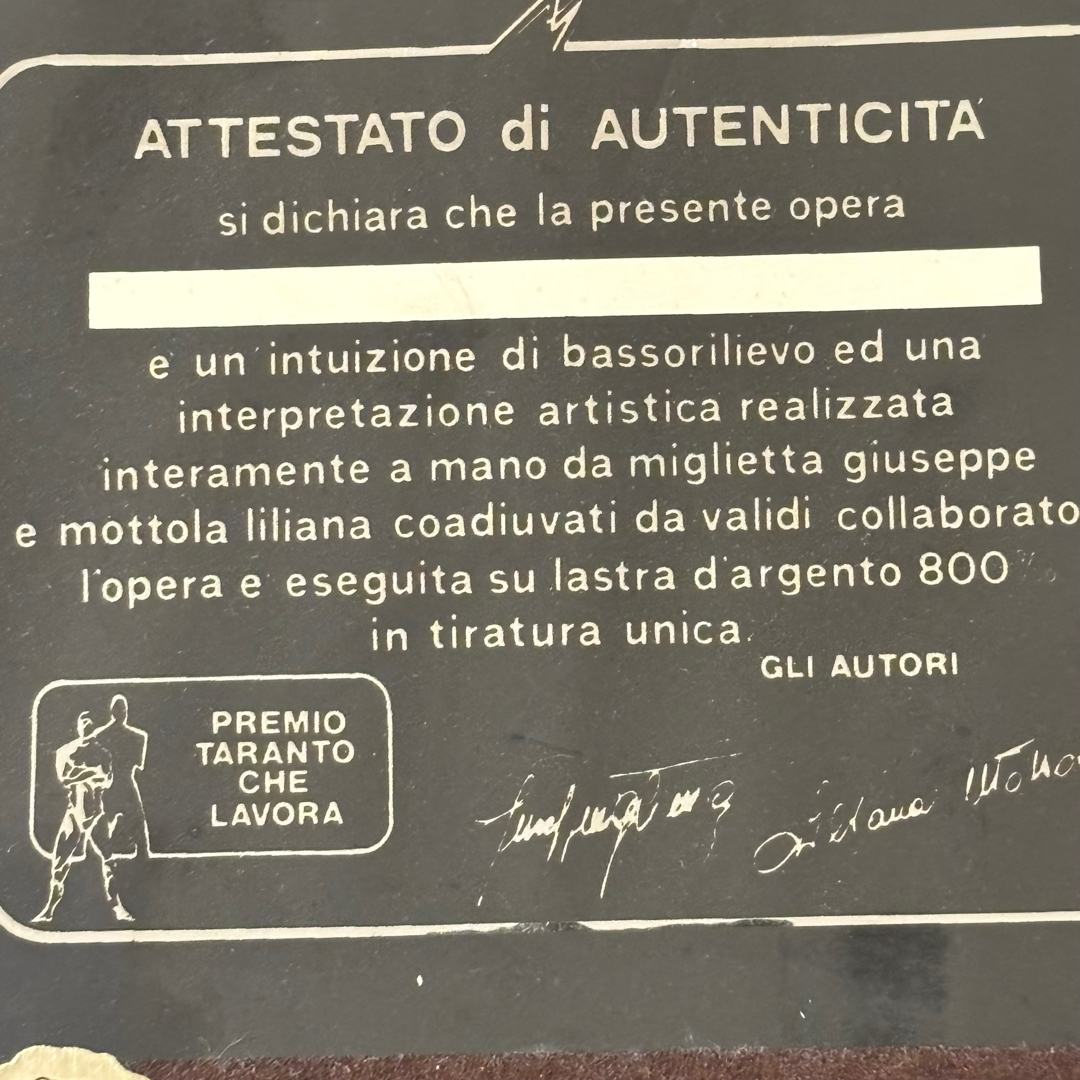 ATTESTATO di AUTENTICITA'
si dichiara che la presente opera
e' un'intuizione di bassorilievo ed una
interpretazione artistica realizzata
interamente a mano da miglietta giuseppe
e mottola liliana coadiuvati da validi collaborato
l'opera e' eseguita su lastra d'argento 800%
in tiratura unica.
GLI AUTORI
PREMIO
TARANTO
CHE
LAVORA